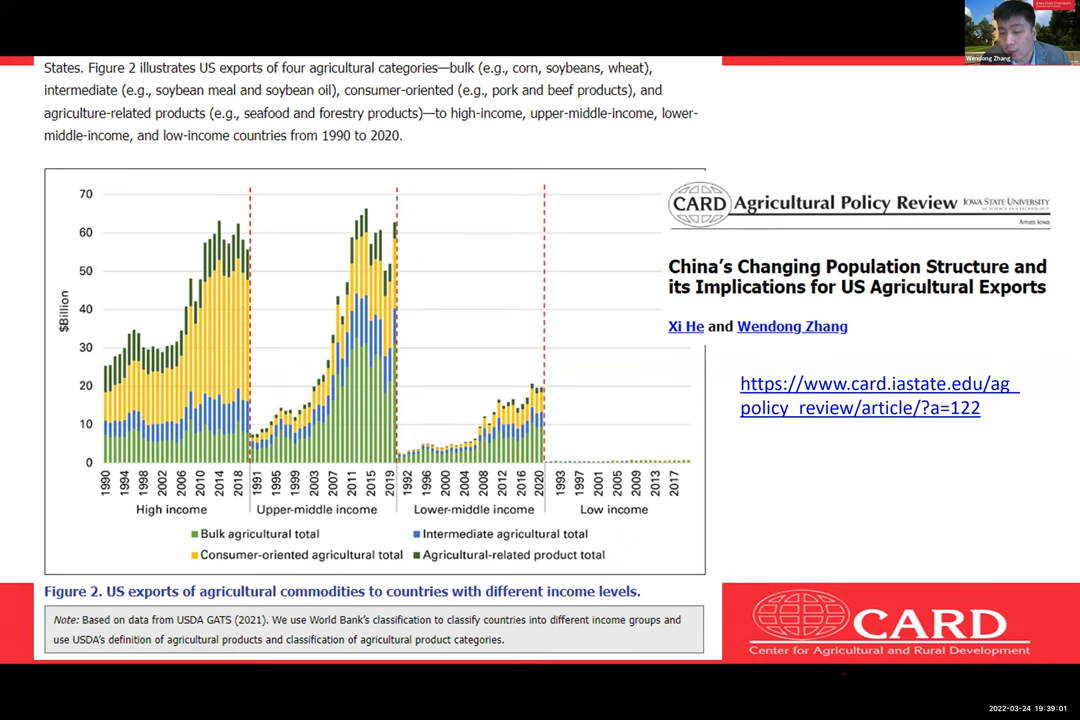 Wendong Zhang
States. Figure 2 illustrates US exports of four agricultural categories—bulk (e.g., corn, soybeans, wheat),
intermediate (e.g., soybean meal and soybean oil), consumer-oriented (e.g., pork and beef products), and
agriculture-related products (e.g., seafood and forestry products)—to high-income, upper-middle-income, lower-
middle-income, and low-income countries from 1990 to 2020.
70
60
50
40
30
20
10
0
$Billion
1990 1994 1998 2002 2006 2010 2014 2018 1991 1995 1999 2003 2007 2011 2015 2019 1992 1996 2000 2004 2008 2012 2016 2020 1993 1997 2001 2005 2009 2013 2017
High income Upper-middle income Lower-middle income Low income
Bulk agricultural total Intermediate agricultural total
Consumer-oriented agricultural total Agricultural-related product total
Figure 2. US exports of agricultural commodities to countries with different income levels.
Note: Based on data from USDA GATS (2021). We use World Bank's classification to classify countries into different income groups and
use USDA's definition of agricultural products and classification of agricultural product categories.
CARD Agricultural Policy Review IOWA STATE UNIVERSITY
OF SCIENCE AND TECHNOLOGY
Ames Iowa
China's Changing Population Structure and
its Implications for US Agricultural Exports
Xi He and Wendong Zhang
https://www.card.iastate.edu/ag_
policy_review/article/?a=122
CARD
Center for Agricultural and Rural Development
2022-03-24 19:39:01